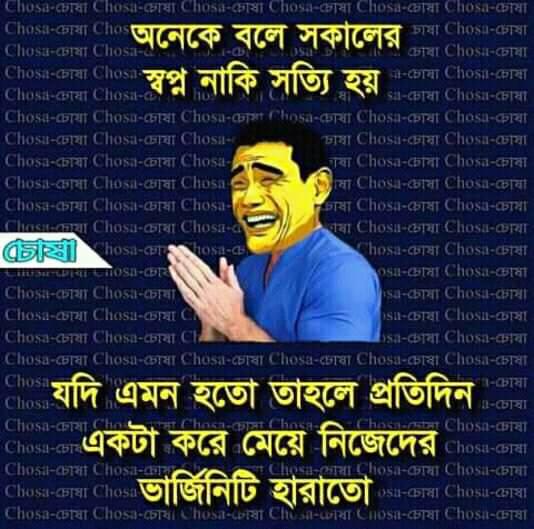 অনেকে বলে সকালের
স্বপ্ন নাকি সত্যি হয়
চোষা
যদি এমন হতো তাহলে প্রতিদিন
একটা করে মেয়ে নিজেদের
ভার্জিনিটি হারাতো